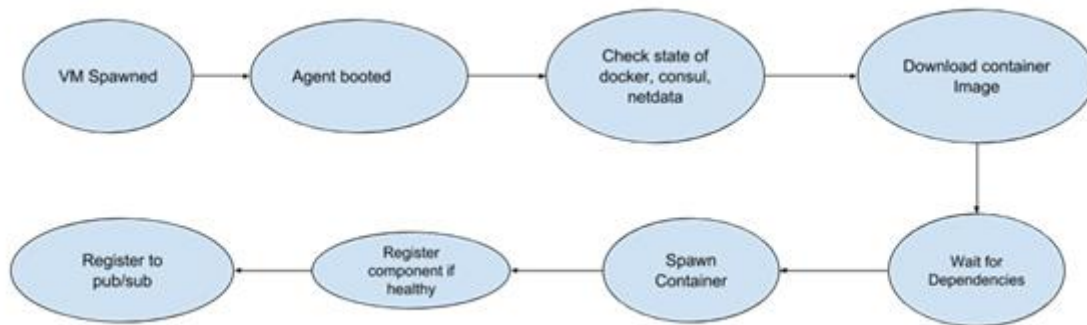 VM Spawned
Agent booted
Check state of
docker, consul,
netdata
Download container
Image
Wait for
Dependencies
Spawn
Container
Register
component if
healthy
Register to
pub/sub